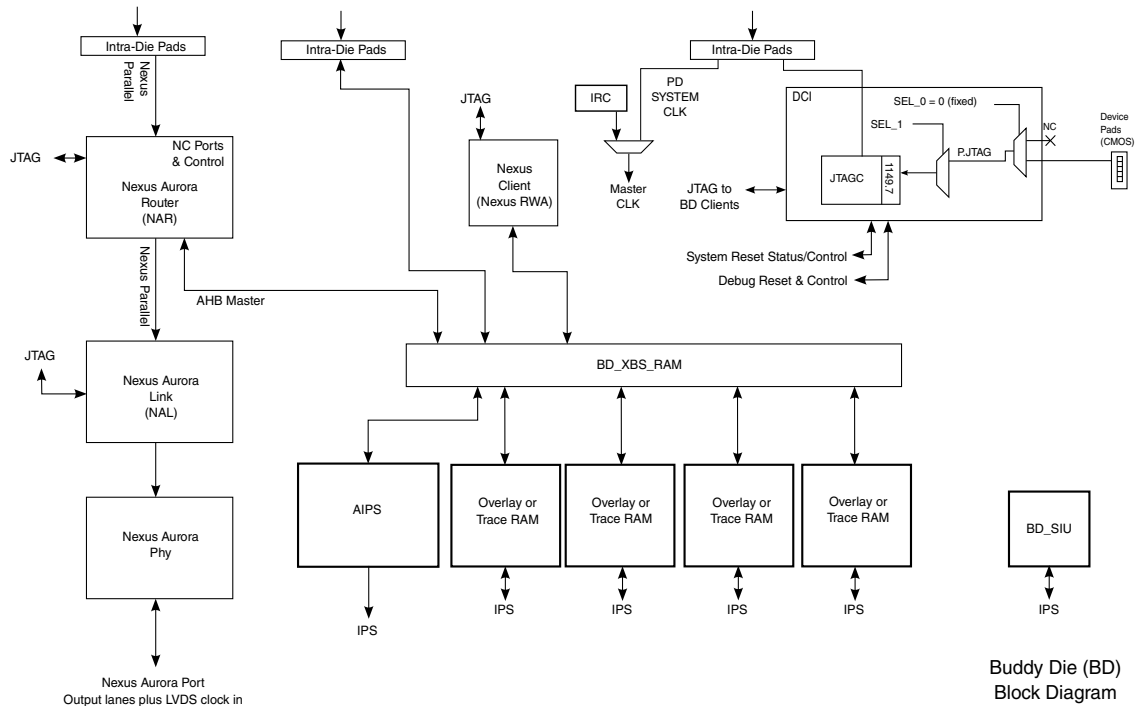 Intra-Die Pads
Nexus
Parallel
JTAG
NC Ports
& Control
Nexus Aurora
Router
(NAR)
Nexus Parallel
AHB Master
JTAG
Nexus Aurora
Link
(NAL)
Nexus Aurora
Phy
Nexus Aurora Port
Output lanes plus LVDS clock in
Intra-Die Pads
JTAG
Nexus
Client
(Nexus RWA)
Intra-Die Pads
IRC
PD
SYSTEM
CLK
Master
CLK
DCI
SEL_0 = 0 (fixed)
SEL_1
P.JTAG
NC
Device
Pads
(CMOS)
JTAGC
1149.7
JTAG to
BD Clients
System Reset Status/Control
Debug Reset & Control
BD_XBS_RAM
AIPS
IPS
Overlay or
Trace RAM
IPS
Overlay or
Trace RAM
IPS
Overlay or
Trace RAM
IPS
Overlay or
Trace RAM
IPS
BD_SIU
IPS
Buddy Die (BD)
Block Diagram